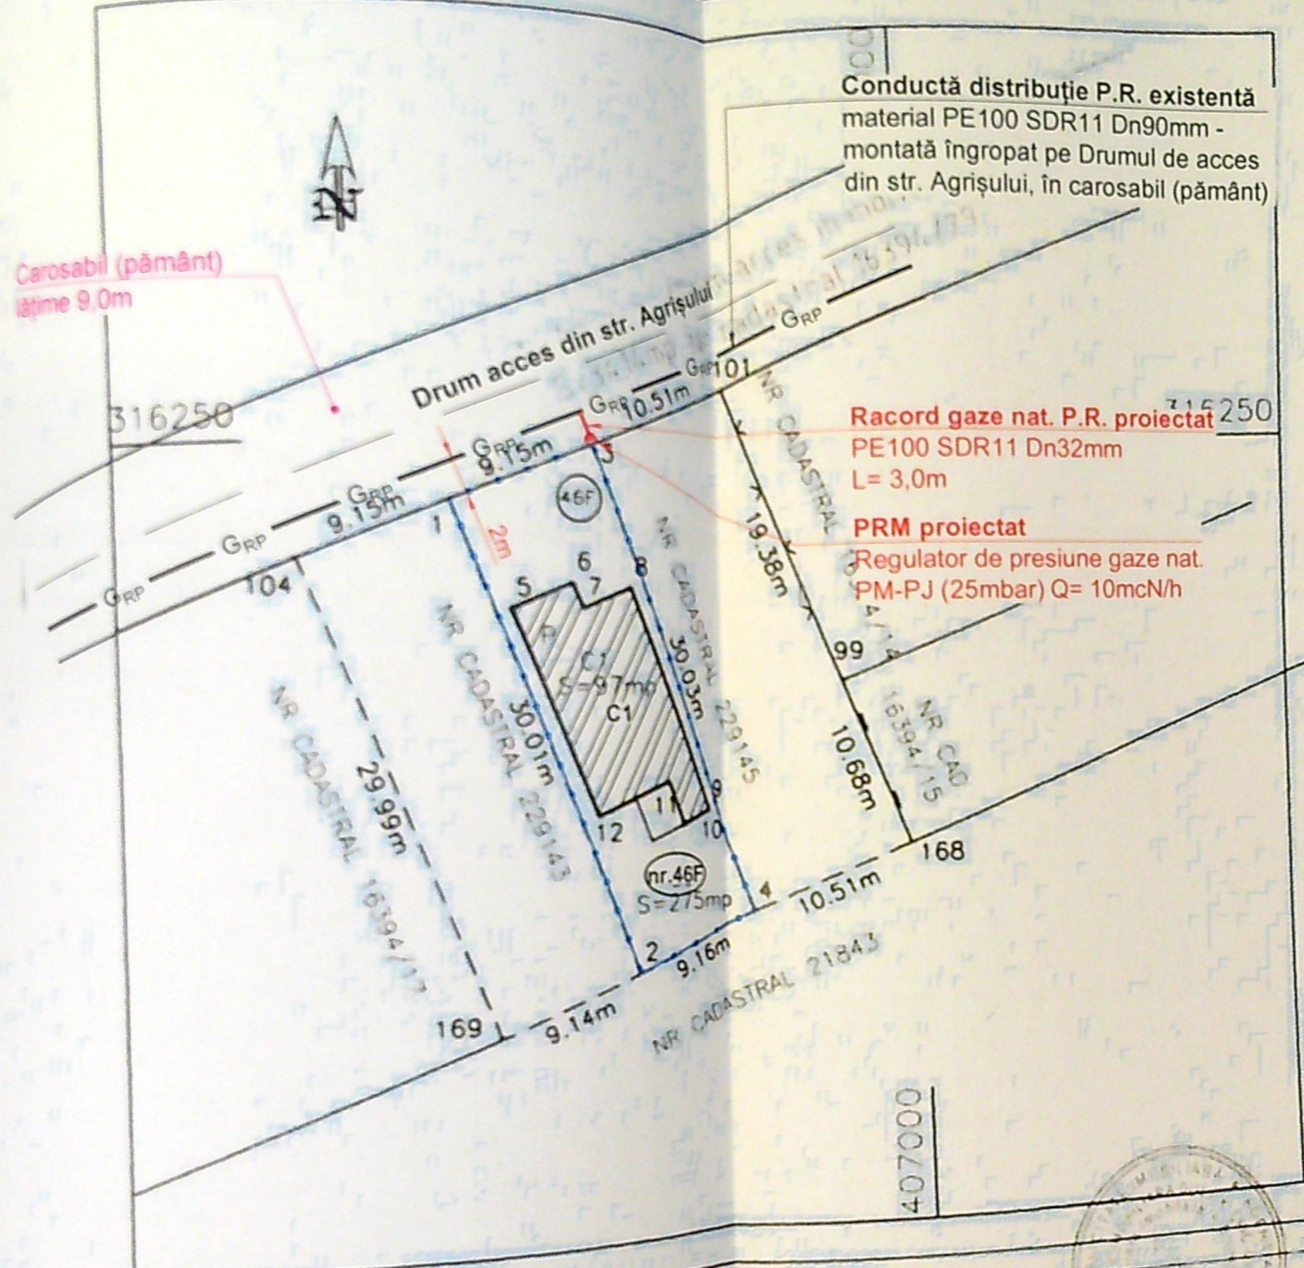 Conductă distribuție P.R. existentă
material PE100 SDR11 Dn90mm -
montată îngropat pe Drumul de acces
din str. Agrișului, în carosabil (pământ)
N
Carosabil (pământ)
lățime 9,0m
Drum acces din str. Agrișului
316250
GRP
101
GRP
GRP
10.51m
GRP
9.15m
GRP
9.15m
GRP
GRP
104
1
3
46F
2m
NR CADASTRAL
Racord gaze nat. P.R. proiectat
PE100 SDR11 Dn32mm
L= 3,0m
PRM proiectat
Regulator de presiune gaze nat.
PM-PJ (25mbar) Q= 10mcN/h
19.38m
5
6
7
8
C1
S=97mp
C1
NR CADASTRAL 229143
30.01m
30.03m
NR CADASTRAL 229145
99
NR CAD
16394/15
10.68m
168
NR CADASTRAL 16394/17
29.99m
9
10
11
12
nr.46F
S=275mp
4
10.51m
2
9.16m
169
9.14m
NR CADASTRAL 21843
407000